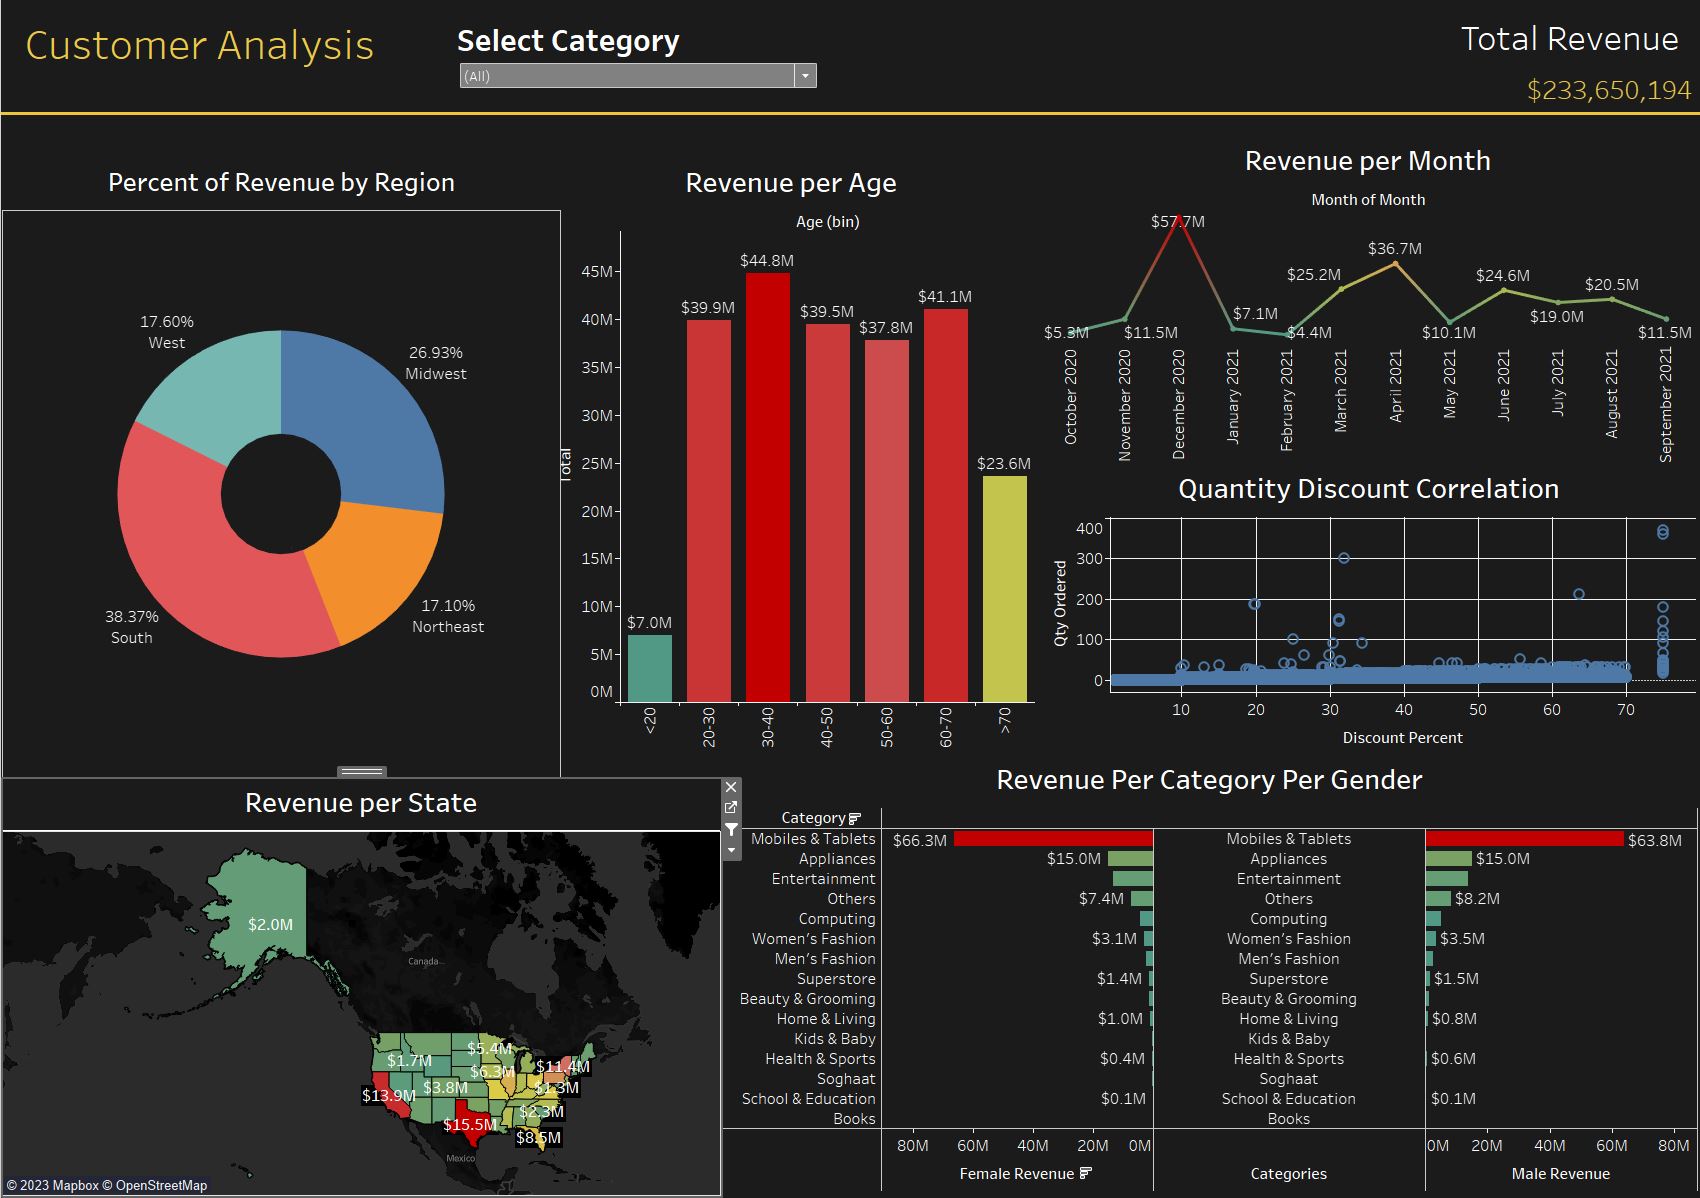 Customer Analysis
Select Category
(All)
Total Revenue
$233,650,194
Percent of Revenue by Region
17.60%
West
26.93%
Midwest
38.37%
South
17.10%
Northeast
Revenue per Age
Age (bin)
Total
45M
40M
35M
30M
25M
20M
15M
10M
5M
0M
$7.0M
$39.9M
$44.8M
$39.5M
$37.8M
$41.1M
$23.6M
<20
20-30
30-40
40-50
50-60
60-70
>70
Revenue per Month
Month of Month
$5.3M
$11.5M
$57.7M
$7.1M
$4.4M
$25.2M
$36.7M
$10.1M
$24.6M
$19.0M
$20.5M
$11.5M
October 2020
November 2020
December 2020
January 2021
February 2021
March 2021
April 2021
May 2021
June 2021
July 2021
August 2021
September 2021
Quantity Discount Correlation
Qty Ordered
400
300
200
100
0
10 20 30 40 50 60 70
Discount Percent
Revenue per State
$2.0M
Canada
$1.7M
$5.4M
$11.4M
$6.3M
$13.9M
$3.8M
$1.3M
$2.3M
$15.5M
$8.5M
Mexico
© 2023 Mapbox © OpenStreetMap
Revenue Per Category Per Gender
Category
Mobiles & Tablets $66.3M Mobiles & Tablets $63.8M
Appliances $15.0M Appliances $15.0M
Entertainment Entertainment
Others $7.4M Others $8.2M
Computing Computing
Women's Fashion $3.1M Women's Fashion $3.5M
Men's Fashion Men's Fashion
Superstore $1.4M Superstore $1.5M
Beauty & Grooming Beauty & Grooming
Home & Living $1.0M Home & Living $0.8M
Kids & Baby Kids & Baby
Health & Sports $0.4M Health & Sports $0.6M
Soghaat Soghaat
School & Education $0.1M School & Education $0.1M
Books Books
80M 60M 40M 20M 0M 0M 20M 40M 60M 80M
Female Revenue Categories Male Revenue